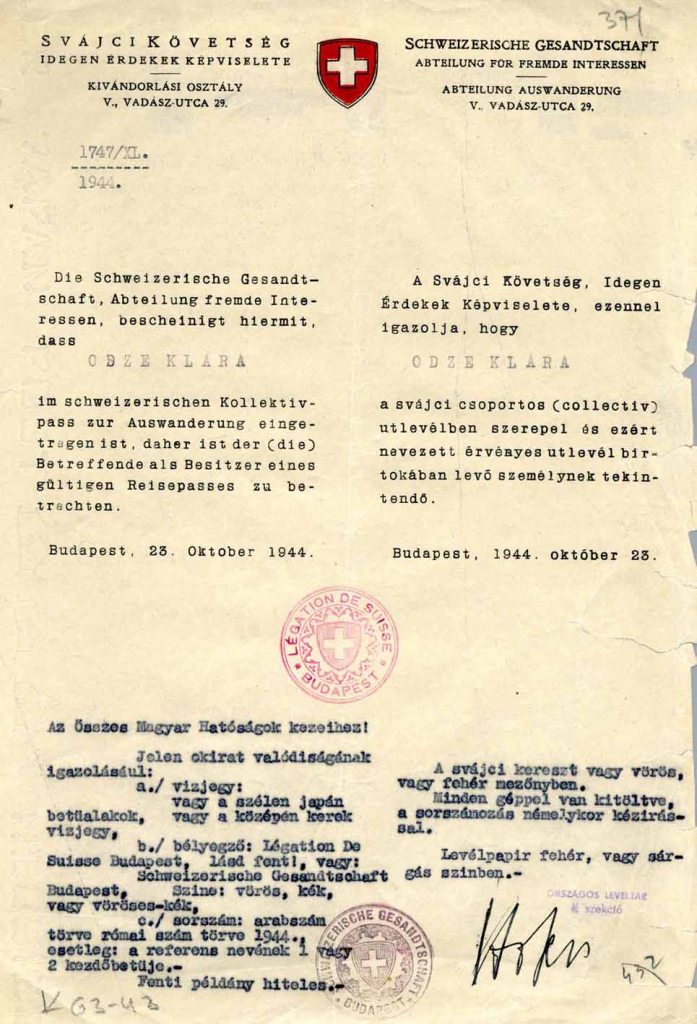 371
SVÁJCI KÖVETSÉG
IDEGEN ÉRDEKEK KÉPVISELETE
KIVÁNDORLÁSI OSZTÁLY
V., VADÁSZ-UTCA 29.
SCHWEIZERISCHE GESANDTSCHAFT
ABTEILUNG FÜR FREMDE INTERESSEN
ABTEILUNG AUSWANDERUNG
V., VADÁSZ-UTCA 29.
1747/XL.
1944.
Die Schweizerische Gesandt-
schaft, Abteilung fremde Inte-
ressen, bescheinigt hiermit,
dass
ODZE KLÁRA
im schweizerischen Kollektiv-
pass zur Auswanderung einge-
tragen ist, daher ist der (die)
Betreffende als Besitzer eines
gültigen Reisepasses zu be-
trachten.
Budapest, 23. Oktober 1944.
A Svájci Követség, Idegen
Érdekek Képviselete, ezennel
igazolja, hogy
ODZE KLÁRA
a svájci csoportos (collectiv)
utlevélben szerepel és ezért
nevezett érvényes utlevél bir-
tokában levő személynek tekin-
tendő.
Budapest, 1944. október 23.
LÉGATION DE SUISSE
* BUDAPEST *
Az Összes Magyar Hatóságok kezeihez!
Jelen okirat valódiságának
igazolásául:
a./ vizjegy:
vagy a szélen japán
betüalakok, vagy a középen kerek
vizjegy,
b./ bélyegző: Légation De
Suisse Budapest, lásd fent!, vagy:
Schweizerische Gesandtschaft
Budapest, Szine: vörös, kék,
vagy vöröses-kék,
c./ sorszám: arabszám
törve római szám törve 1944.,
esetleg: a referens nevének 1 vagy
2 kezdőbetüje.-
Fenti példány hiteles.-
A svájci kereszt vagy vörös,
vagy fehér mezőnyben.
Minden géppel van kitöltve,
a sorszámozás némelykor kézirás-
sal.
Levélpapir fehér, vagy sár-
gás szinben.-
ORSZÁGOS LEVÉLTÁR
K szekció
SCHWEIZERISCHE GESANDTSCHAFT
* BUDAPEST *
K 63-43